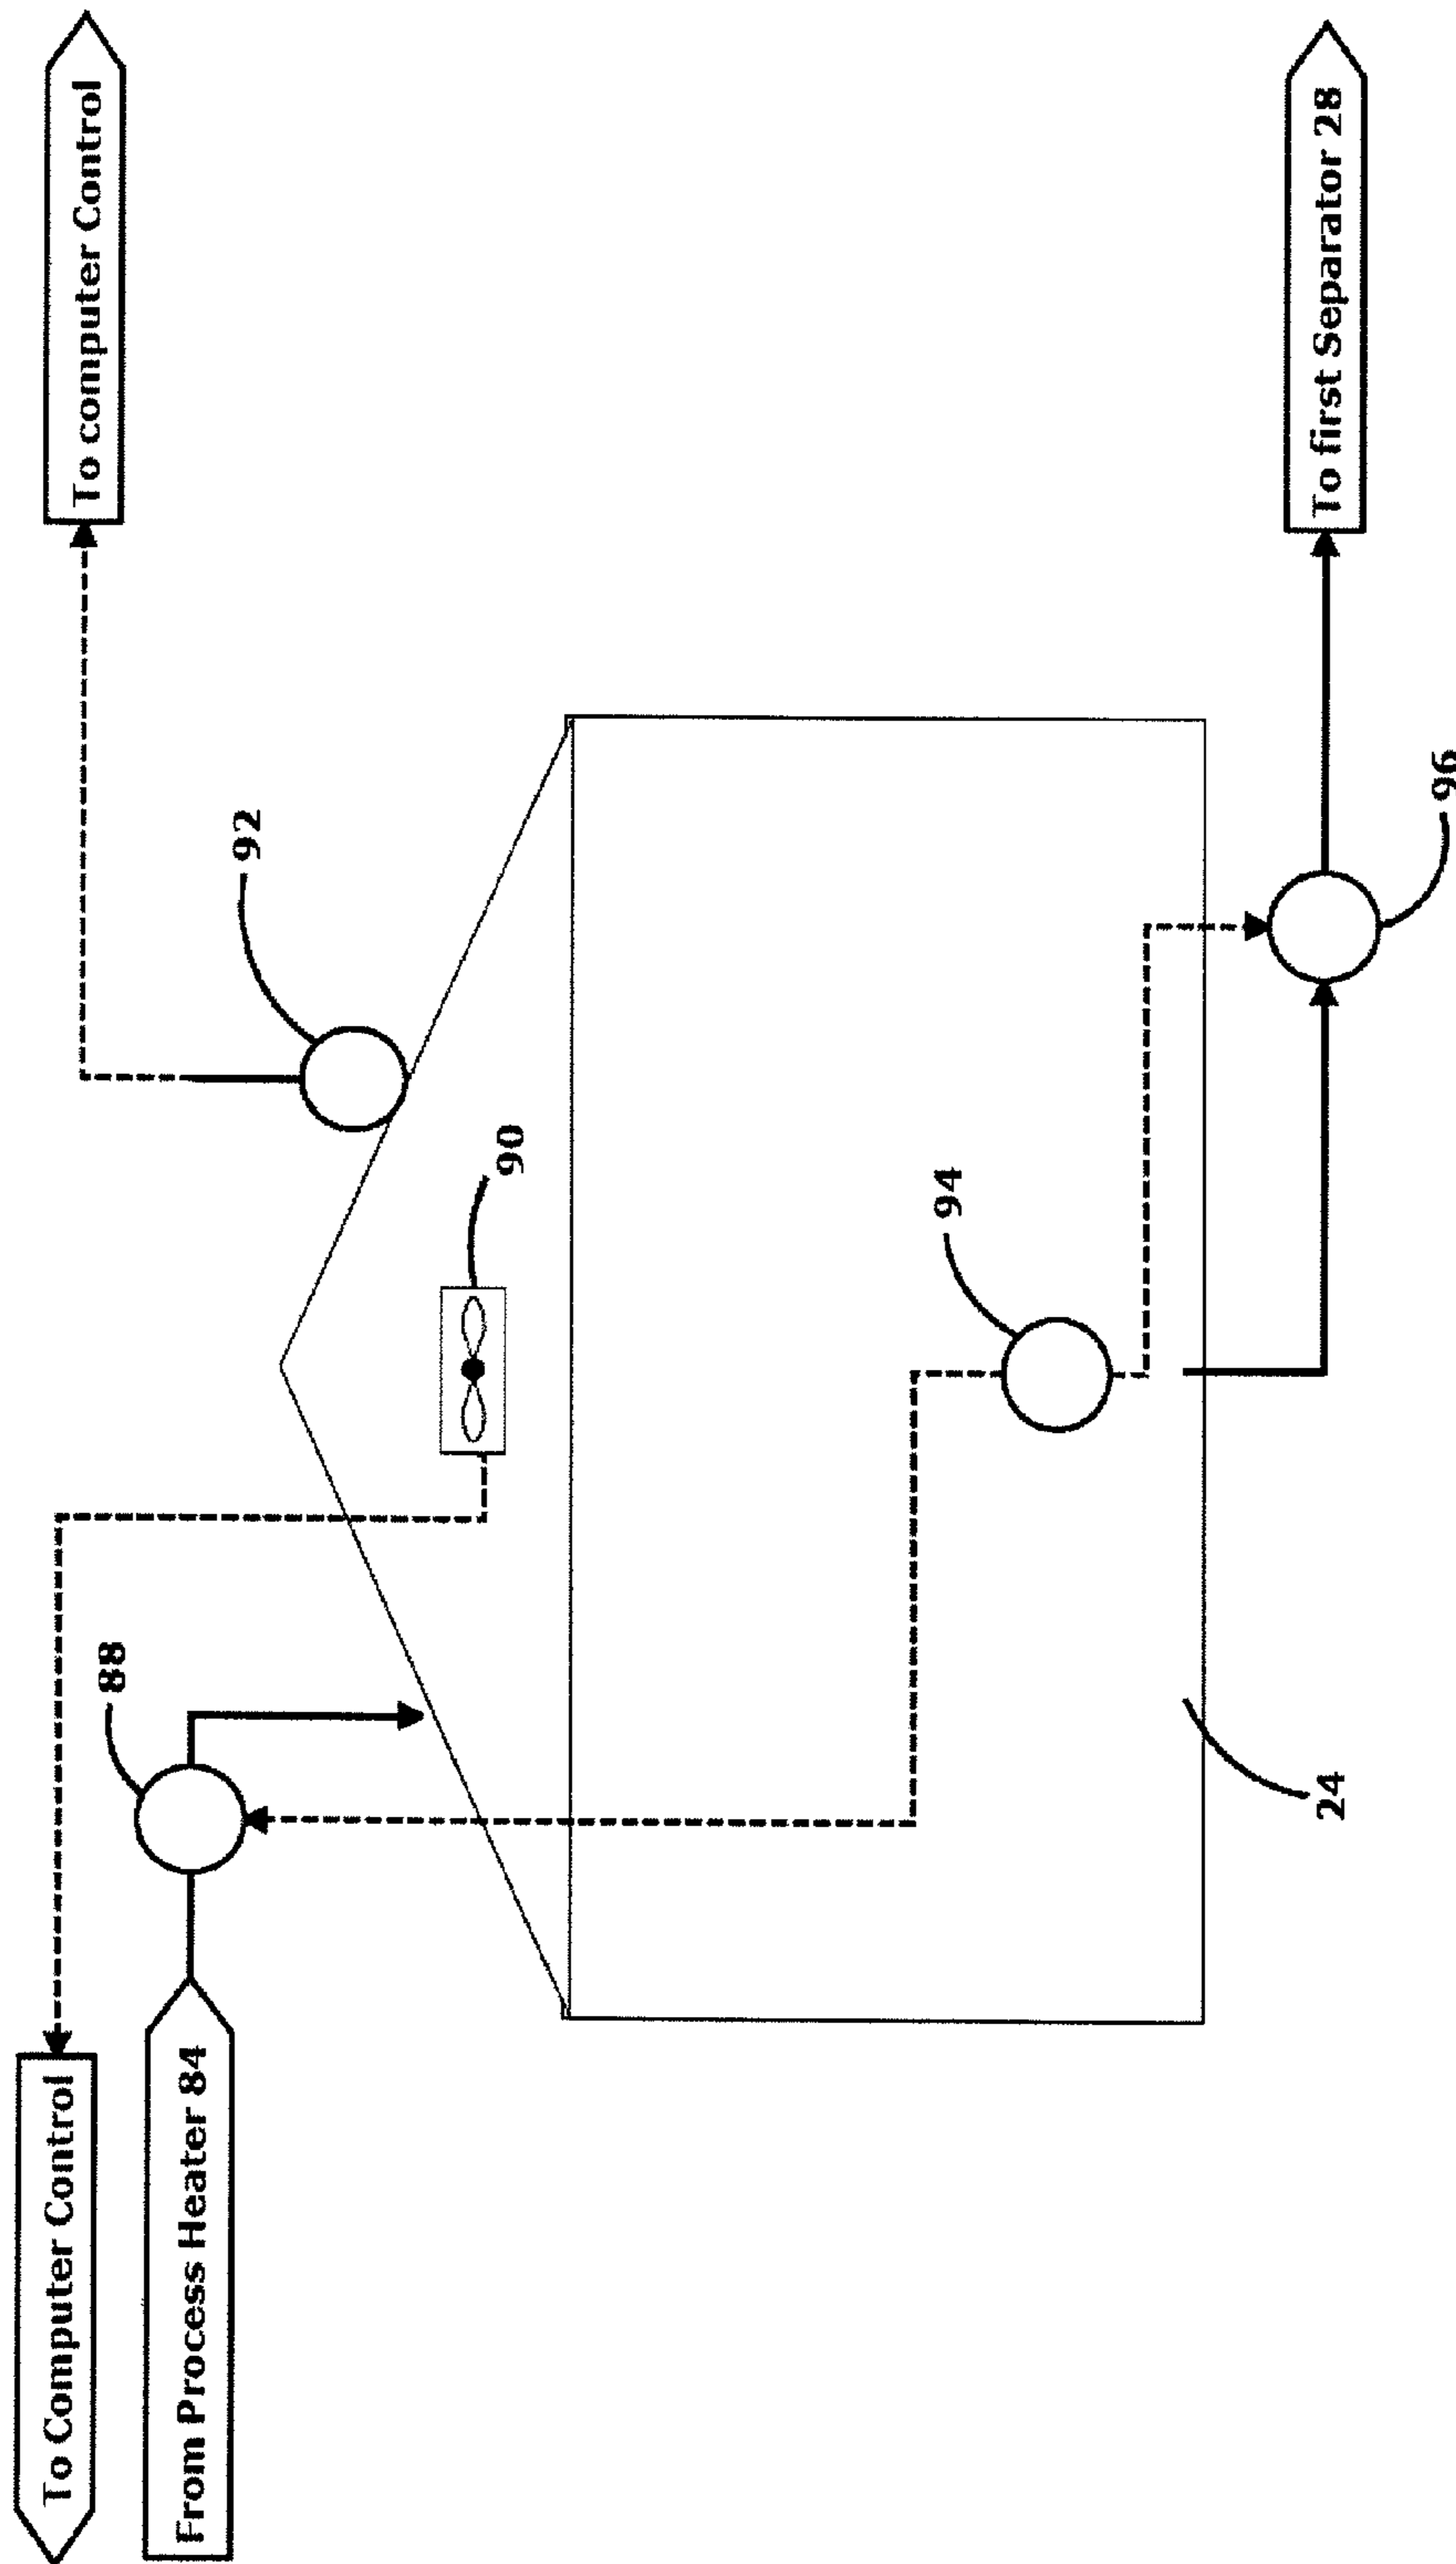 To Computer Control
From Process Heater 84
88
90
92
To computer Control
94
24
96
To first Separator 28